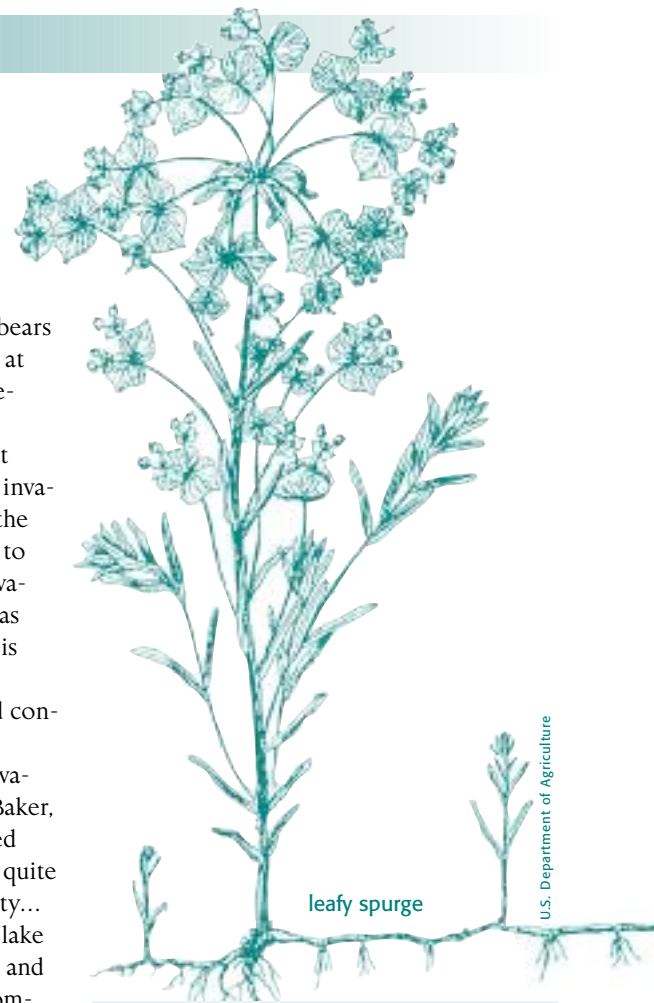 bears
at
e-
t
inva-
the
to
va-
as
is
l con-
va-
Baker,
ed
quite
ty...
lake
and
om-
leafy spurge
U.S. Department of Agriculture